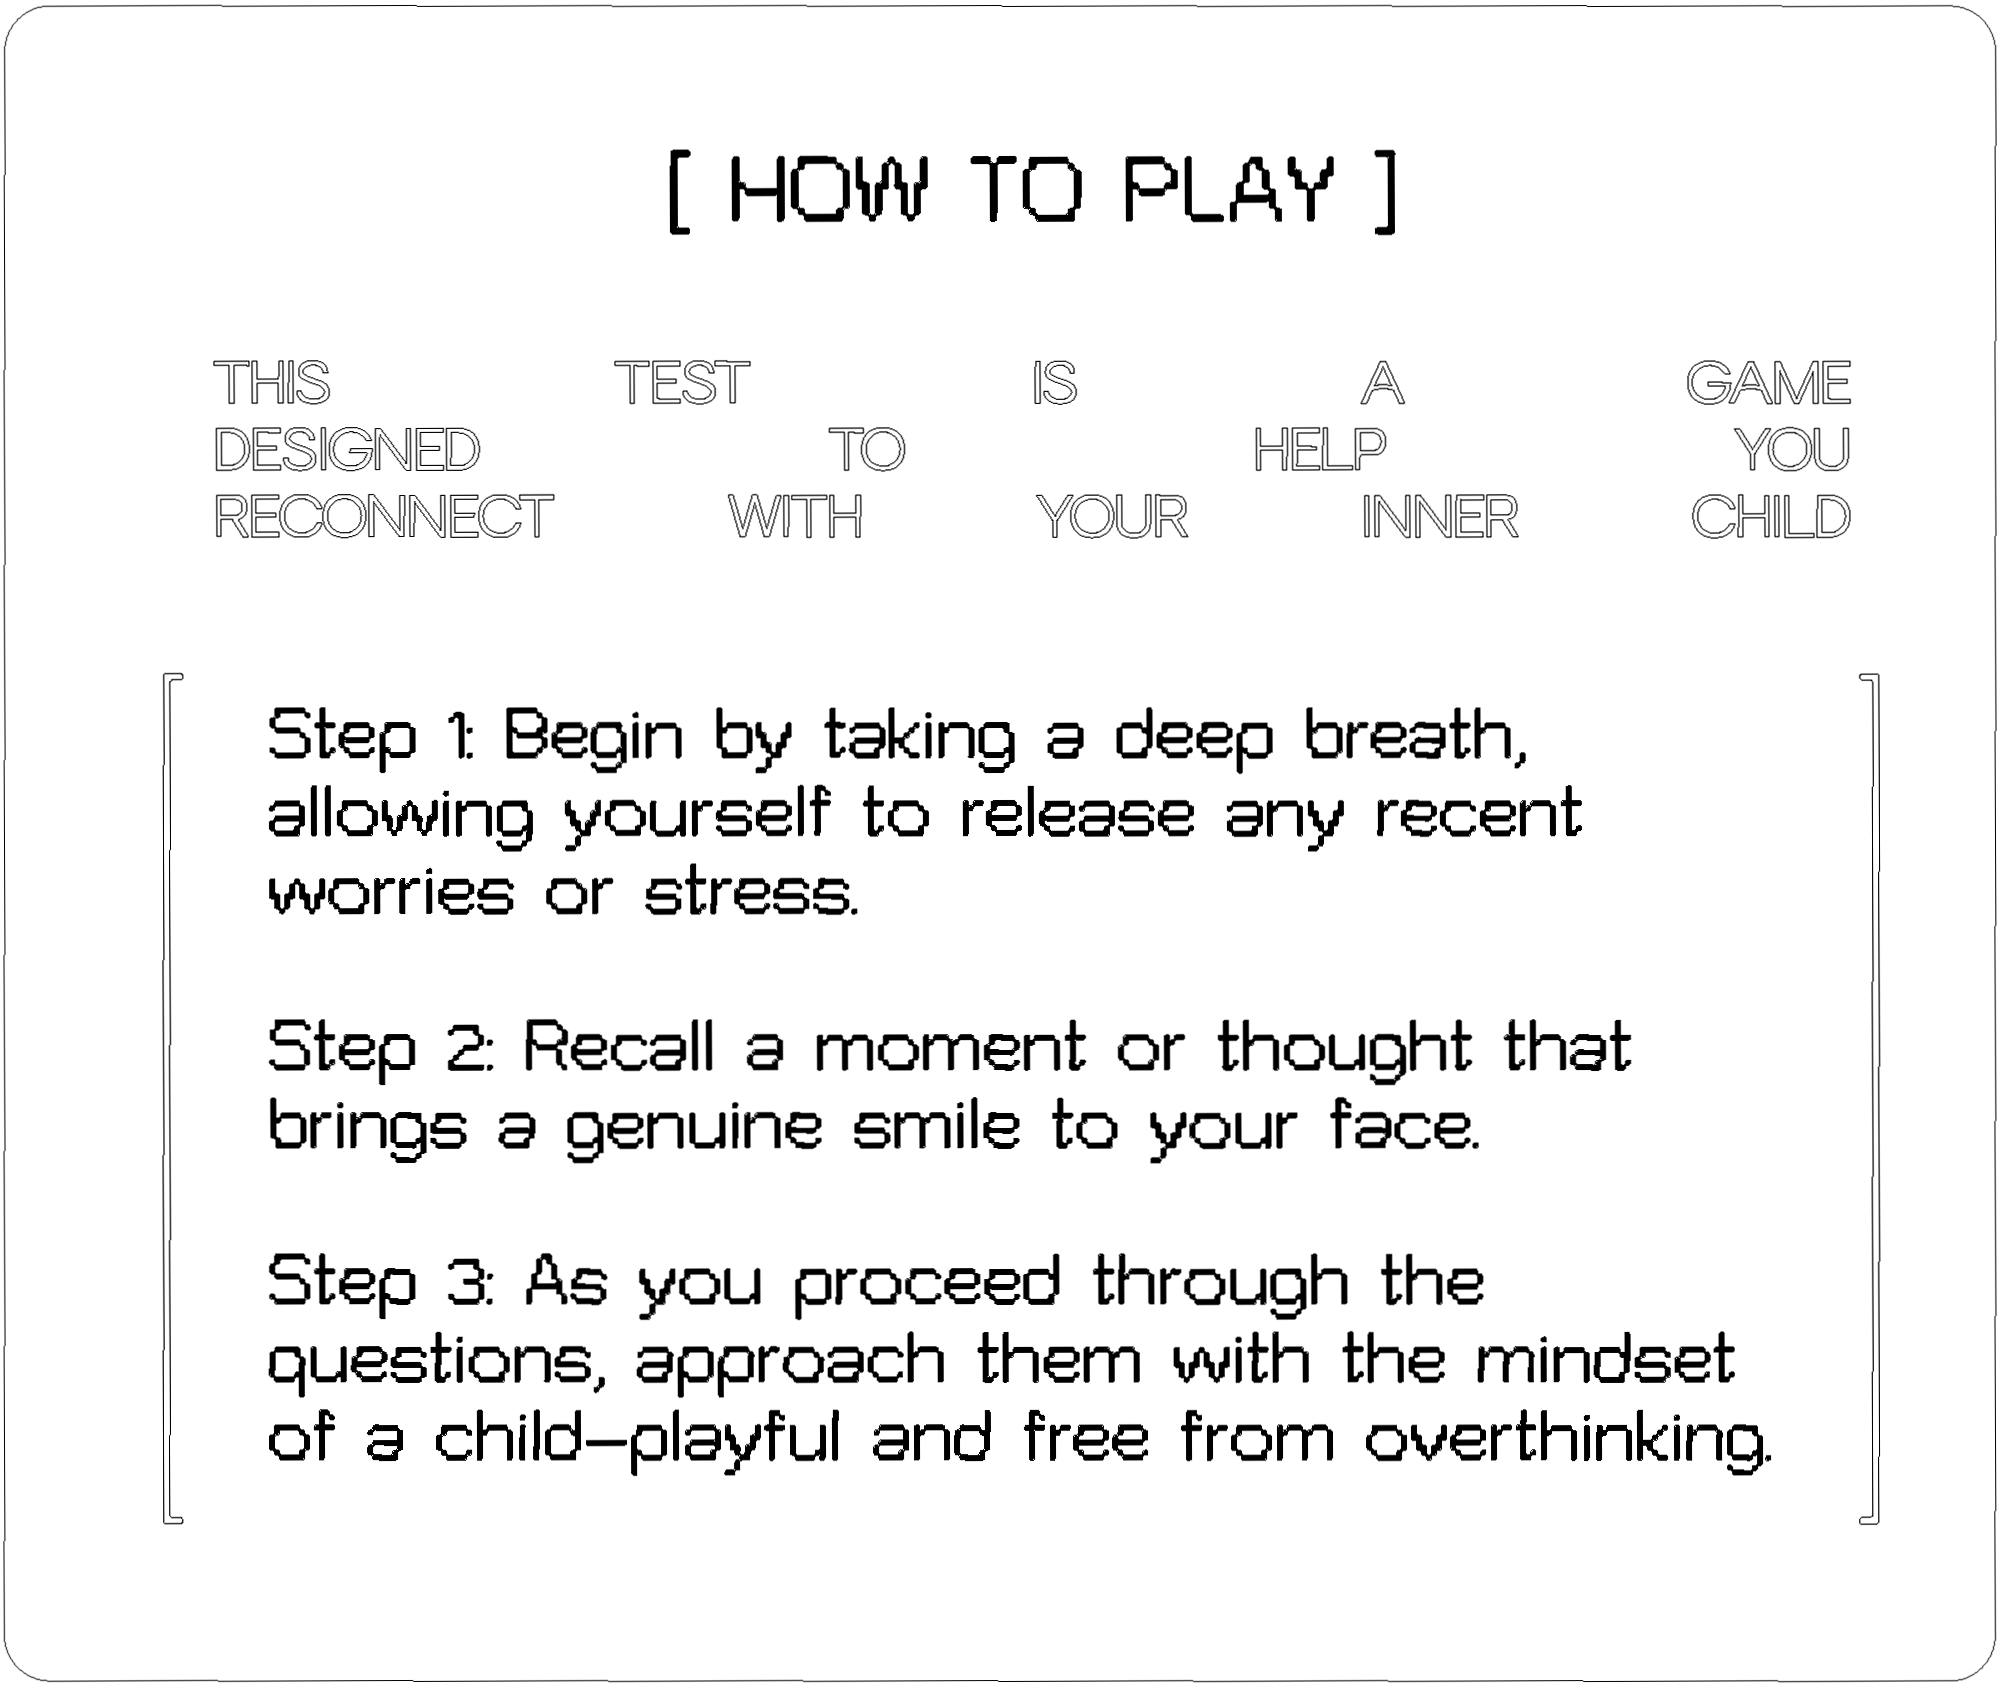 [ HOW TO PLAY ]
THIS TEST IS A GAME
DESIGNED TO HELP YOU
RECONNECT WITH YOUR INNER CHILD
Step 1: Begin by taking a deep breath,
allowing yourself to release any recent
worries or stress.
Step 2: Recall a moment or thought that
brings a genuine smile to your face.
Step 3: As you proceed through the
questions, approach them with the mindset
of a child—playful and free from overthinking.